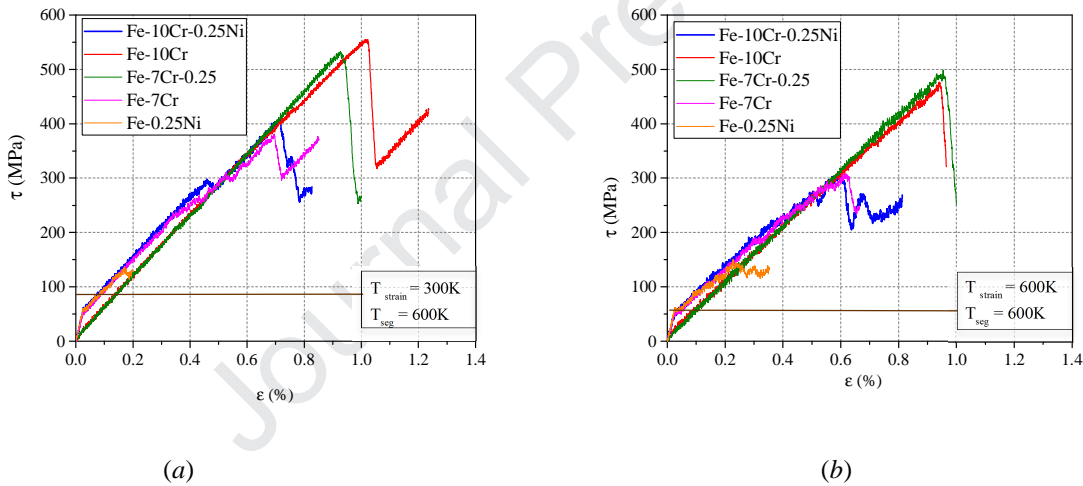 Journal Pre
600
500
400
300
200
100
0
τ (MPa)
Fe-10Cr-0.25Ni
Fe-10Cr
Fe-7Cr-0.25
Fe-7Cr
Fe-0.25Ni
T strain = 300K
T seg = 600K
0.0 0.2 0.4 0.6 0.8 1.0 1.2 1.4
ε (%)
(a)
600
500
400
300
200
100
0
τ (MPa)
Fe-10Cr-0.25Ni
Fe-10Cr
Fe-7Cr-0.25
Fe-7Cr
Fe-0.25Ni
T strain = 600K
T seg = 600K
0.0 0.2 0.4 0.6 0.8 1.0 1.2 1.4
ε (%)
(b)